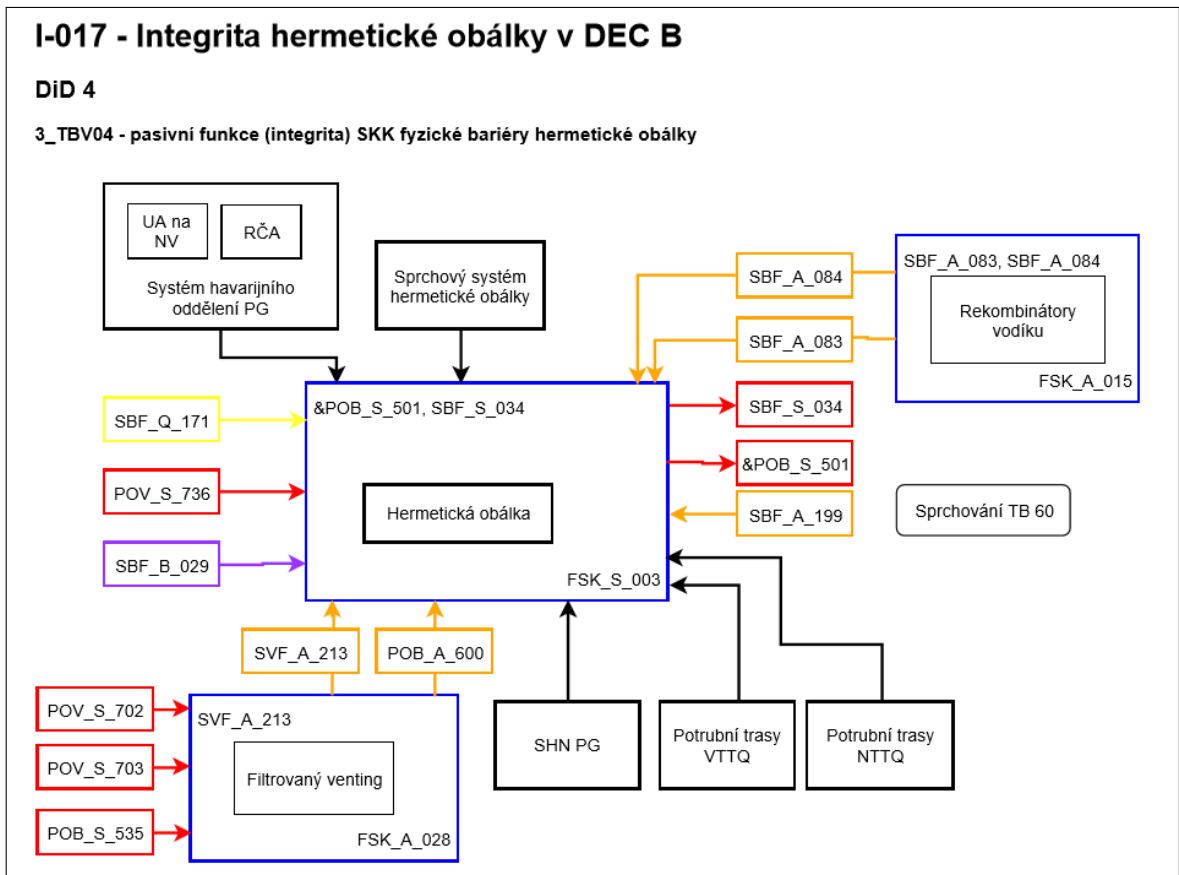 I-017 - Integrita hermetické obálky v DEC B
DiD 4
3_TBV04 - pasivní funkce (integrita) SKK fyzické bariéry hermetické obálky
UA na
NV
RČA
Systém havarijního
oddělení PG
Sprchový systém
hermetické obálky
SBF_A_084
SBF_A_083
SBF_A_083, SBF_A_084
Rekombinátory
vodíku
FSK_A_015
SBF_Q_171
POV_S_736
SBF_B_029
&POB_S_501, SBF_S_034
Hermetická obálka
FSK_S_003
SBF_S_034
&POB_S_501
SBF_A_199
Sprchování TB 60
SVF_A_213
POB_A_600
POV_S_702
POV_S_703
POB_S_535
SVF_A_213
Filtrovaný venting
FSK_A_028
SHN PG
Potrubní trasy
VTTQ
Potrubní trasy
NTTQ